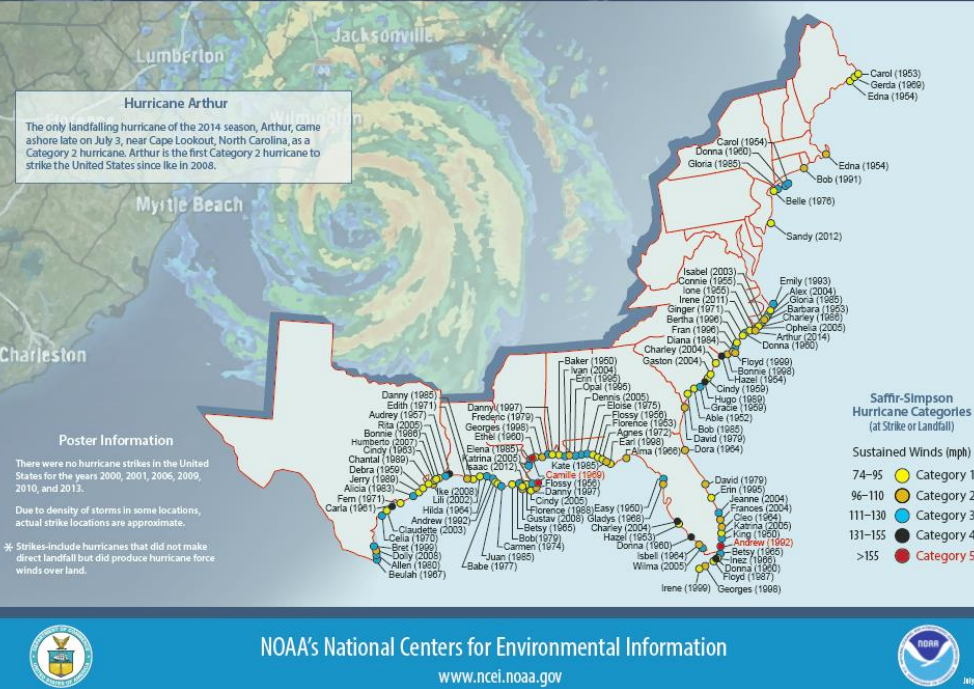 Lumberton
Jacksonville
Wilmington
Myrtle Beach
Charleston
Hurricane Arthur
The only landfalling hurricane of the 2014 season, Arthur, came
ashore late on July 3, near Cape Lookout, North Carolina, as a
Category 2 hurricane. Arthur is the first Category 2 hurricane to
strike the United States since Ike in 2008.
Carol (1953)
Gerda (1969)
Edna (1954)
Carol (1954)
Donna (1960)
Gloria (1985)
Edna (1954)
Bob (1991)
Belle (1976)
Sandy (2012)
Isabel (2003)
Connie (1955)
Ione (1955)
Irene (2011)
Ginger (1971)
Bertha (1996)
Fran (1996)
Diana (1984)
Charley (2004)
Gaston (2004)
Emily (1993)
Alex (2004)
Gloria (1985)
Barbara (1953)
Charley (1986)
Ophelia (2005)
Arthur (2014)
Donna (1960)
Floyd (1999)
Bonnie (1998)
Hazel (1954)
Cindy (1959)
Hugo (1989)
Gracie (1959)
Able (1952)
Bob (1985)
David (1979)
Dora (1964)
Baker (1950)
Ivan (2004)
Erin (1995)
Opal (1995)
Dennis (2005)
Eloise (1975)
Flossy (1956)
Florence (1953)
Agnes (1972)
Earl (1998)
Alma (1966)
Danny (1997)
Frederic (1979)
Georges (1998)
Ethel (1960)
Elena (1985)
Katrina (2005)
Isaac (2012)
Kate (1985)
Camille (1969)
Flossy (1956)
Danny (1997)
Cindy (2005)
Florence (1988)
Gustav (2008)
Betsy (1965)
Bob(1979)
Carmen (1974)
Juan (1985)
Babe (1977)
Danny (1985)
Edith (1971)
Audrey (1957)
Rita (2005)
Bonnie (1986)
Humberto (2007)
Cindy (1963)
Chantal (1989)
Debra (1959)
Jerry (1989)
Alicia (1983)
Fern (1971)
Carla (1961)
Ike (2008)
Lili (2002)
Hilda (1964)
Andrew (1992)
Claudette (2003)
Celia (1970)
Bret (1999)
Dolly (2008)
Allen (1980)
Beulah (1967)
Easy (1950)
Gladys (1968)
Charley (2004)
Hazel (1953)
Donna (1960)
Isbell (1964)
Wilma (2005)
Irene (1999)
Georges (1998)
David (1979)
Erin (1995)
Jeanne (2004)
Frances (2004)
Cleo (1964)
Katrina (2005)
King (1950)
Andrew (1992)
Betsy (1965)
Inez (1966)
Donna (1960)
Floyd (1987)
Poster Information
There were no hurricane strikes in the United
States for the years 2000, 2001, 2006, 2009,
2010, and 2013.
Due to density of storms in some locations,
actual strike locations are approximate.
* Strikes-include hurricanes that did not make
direct landfall but did produce hurricane force
winds over land.
Saffir-Simpson
Hurricane Categories
(at Strike or Landfall)
Sustained Winds (mph)
74–95 Category 1
96–110 Category 2
111–130 Category 3
131–155 Category 4
>155 Category 5
NOAA's National Centers for Environmental Information
www.ncei.noaa.gov
NOAA
July